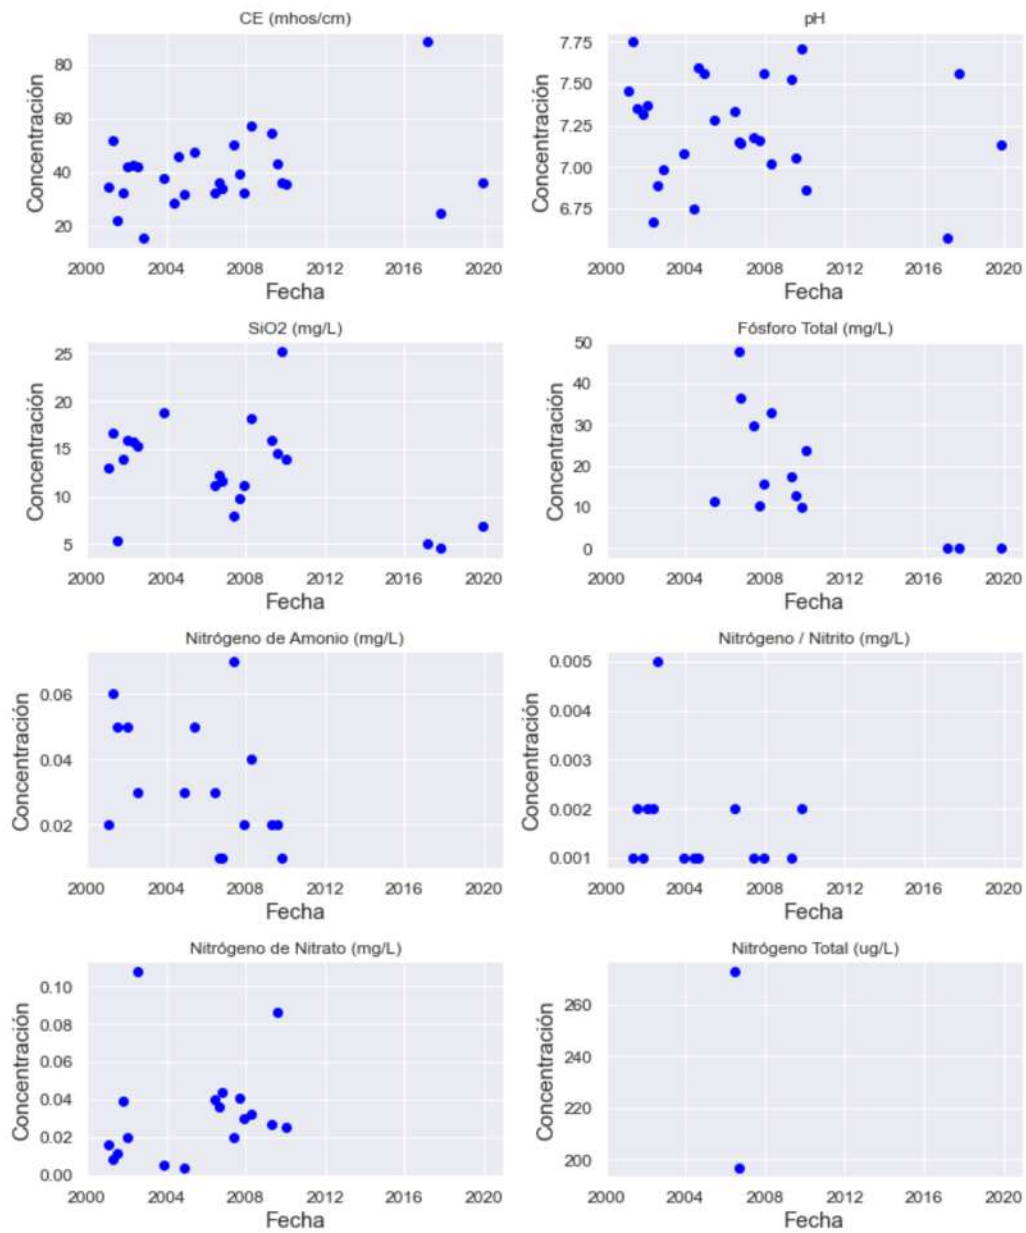 CE (mhos/cm)
Concentración
80
60
40
20
2000 2004 2008 2012 2016 2020
Fecha
pH
Concentración
7.75
7.50
7.25
7.00
6.75
2000 2004 2008 2012 2016 2020
Fecha
SiO2 (mg/L)
Concentración
25
20
15
10
5
2000 2004 2008 2012 2016 2020
Fecha
Fósforo Total (mg/L)
Concentración
50
40
30
20
10
0
2000 2004 2008 2012 2016 2020
Fecha
Nitrógeno de Amonio (mg/L)
Concentración
0.06
0.04
0.02
2000 2004 2008 2012 2016 2020
Fecha
Nitrógeno / Nitrito (mg/L)
Concentración
0.005
0.004
0.003
0.002
0.001
2000 2004 2008 2012 2016 2020
Fecha
Nitrógeno de Nitrato (mg/L)
Concentración
0.10
0.08
0.06
0.04
0.02
0.00
2000 2004 2008 2012 2016 2020
Fecha
Nitrógeno Total (ug/L)
Concentración
260
240
220
200
2000 2004 2008 2012 2016 2020
Fecha